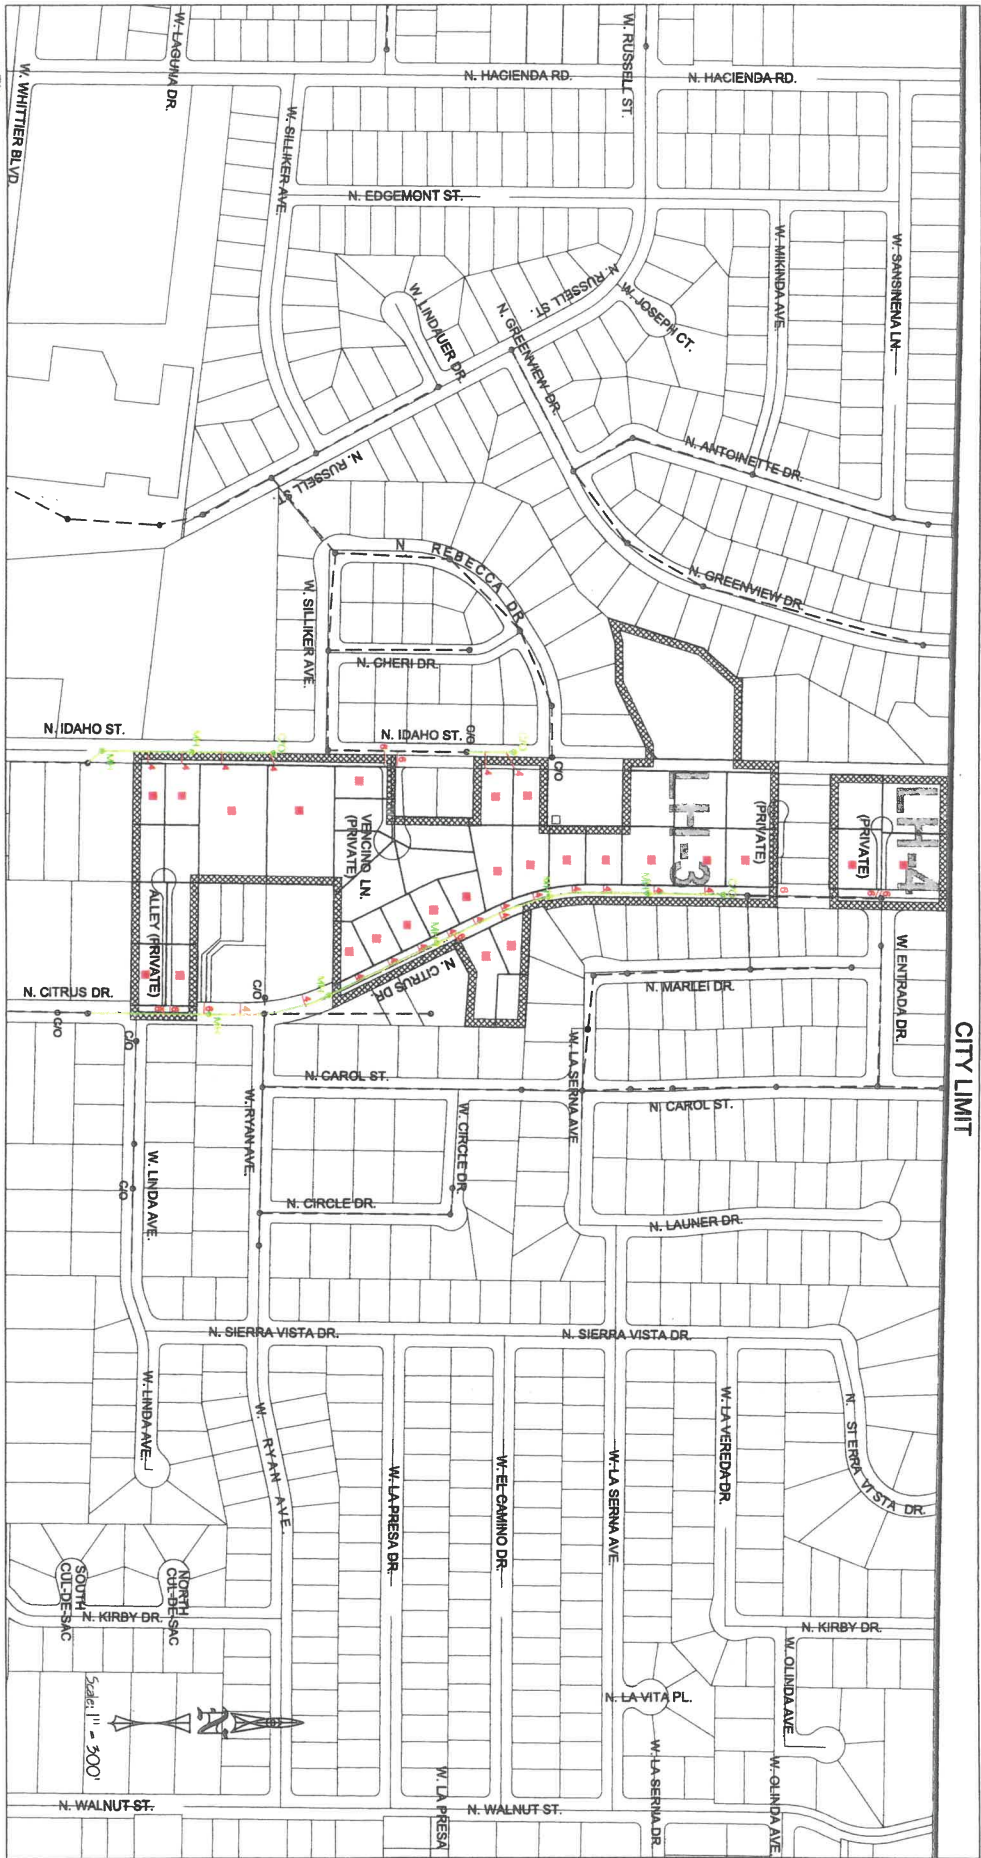 W. LAGUNA DR.
W. WHITTIER BLVD.
N. HACIENDA RD.
N. HACIENDA RD.
W. RUSSELL ST.
W. SILLIKER AVE.
N. EDGEMONT ST.
W. SANSINENA LN.
W. MIKINDA AVE.
N. RUSSELL ST.
W. JOSEPH CT.
W. LINDAUER DR.
N. GREENVIEW DR.
N. ANTOINETTE DR.
N. RUSSELL ST.
N. REBECCA DR.
N. GREENVIEW DR.
W. SILLIKER AVE.
N. CHERI DR.
N. IDAHO ST.
N. IDAHO ST.
C/O
C/O
LH-3
LH-4
(PRIVATE)
(PRIVATE)
VENCINO LN.
(PRIVATE)
ALLEY (PRIVATE)
N. CITRUS DR.
N. CITRUS DR.
C/O
C/O
C/O
C/O
W. ENTRADA DR.
N. MARLEI DR.
W. LA SERNA AVE
N. CAROL ST.
N. CAROL ST.
CITY LIMIT
W. RYAN AVE.
W. CIRCLE DR.
N. CIRCLE DR.
W. LINDA AVE.
N. LAUNER DR.
N. SIERRA VISTA DR.
N. SIERRA VISTA DR.
N. SIERRA VISTA DR.
W. LINDA AVE.
W. RYAN AVE.
W. LA PRESA DR.
W. EL CAMINO DR.
W. LA SERNA AVE.
W. LA VEREDA DR.
NORTH
CUL-DE-SAC
SOUTH
CUL-DE-SAC
N. KIRBY DR.
N. KIRBY DR.
W. OLINDA AVE.
N. LA VITA PL.
W. LA SERNA DR.
W. OLINDA AVE.
W. LA PRESA
N. WALNUT ST.
N. WALNUT ST.
N
Scale: 1" = 300'